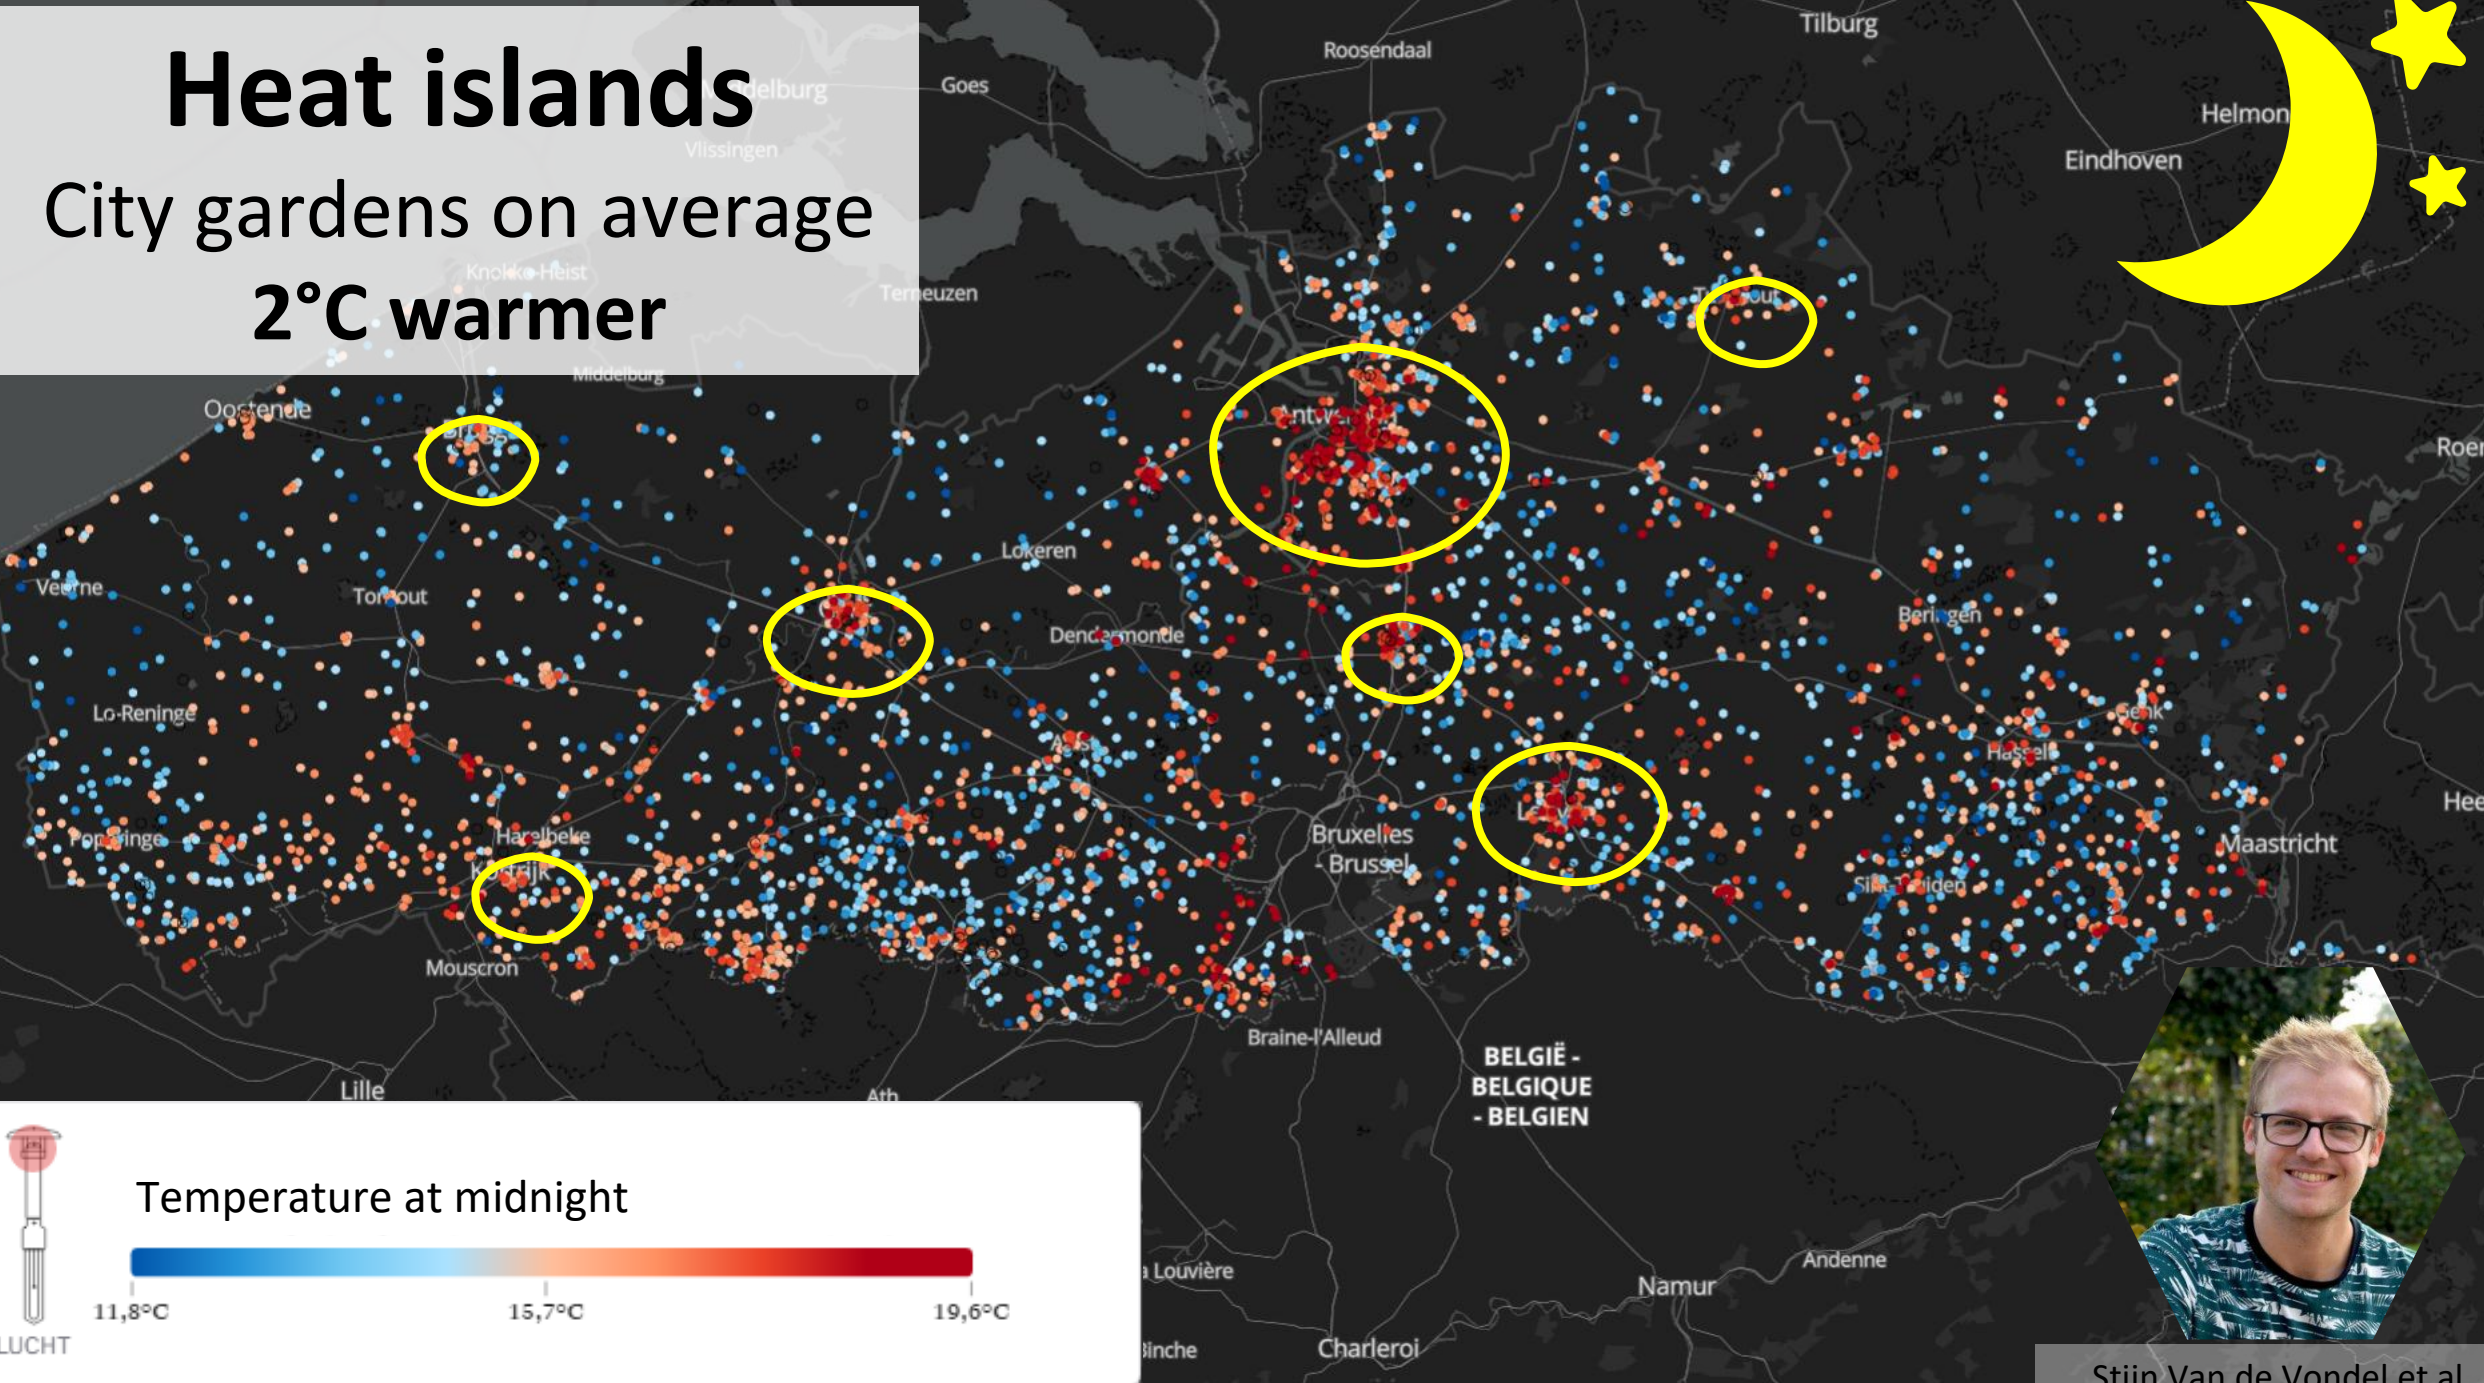 Heat islands
City gardens on average
2°C warmer
Middelburg
Vlissingen
Knokke-Heist
Goes
Roosendaal
Tilburg
Helmon
Eindhoven
Terneuzen
Middelburg
Oostende
Roer
Lokeren
Veurne
Dendermonde
Beringen
Lo-Reninge
Genk
Hasselt
Hee
Harelbeke
Bruxelles
- Brussel
Maastricht
Mouscron
Braine-l'Alleud
BELGIË -
BELGIQUE
- BELGIEN
Lille
Ath
Temperature at midnight
11,8°C
15,7°C
19,6°C
LUCHT
Louvière
Andenne
Namur
Binche
Charleroi
Stijn Van de Vondel et al